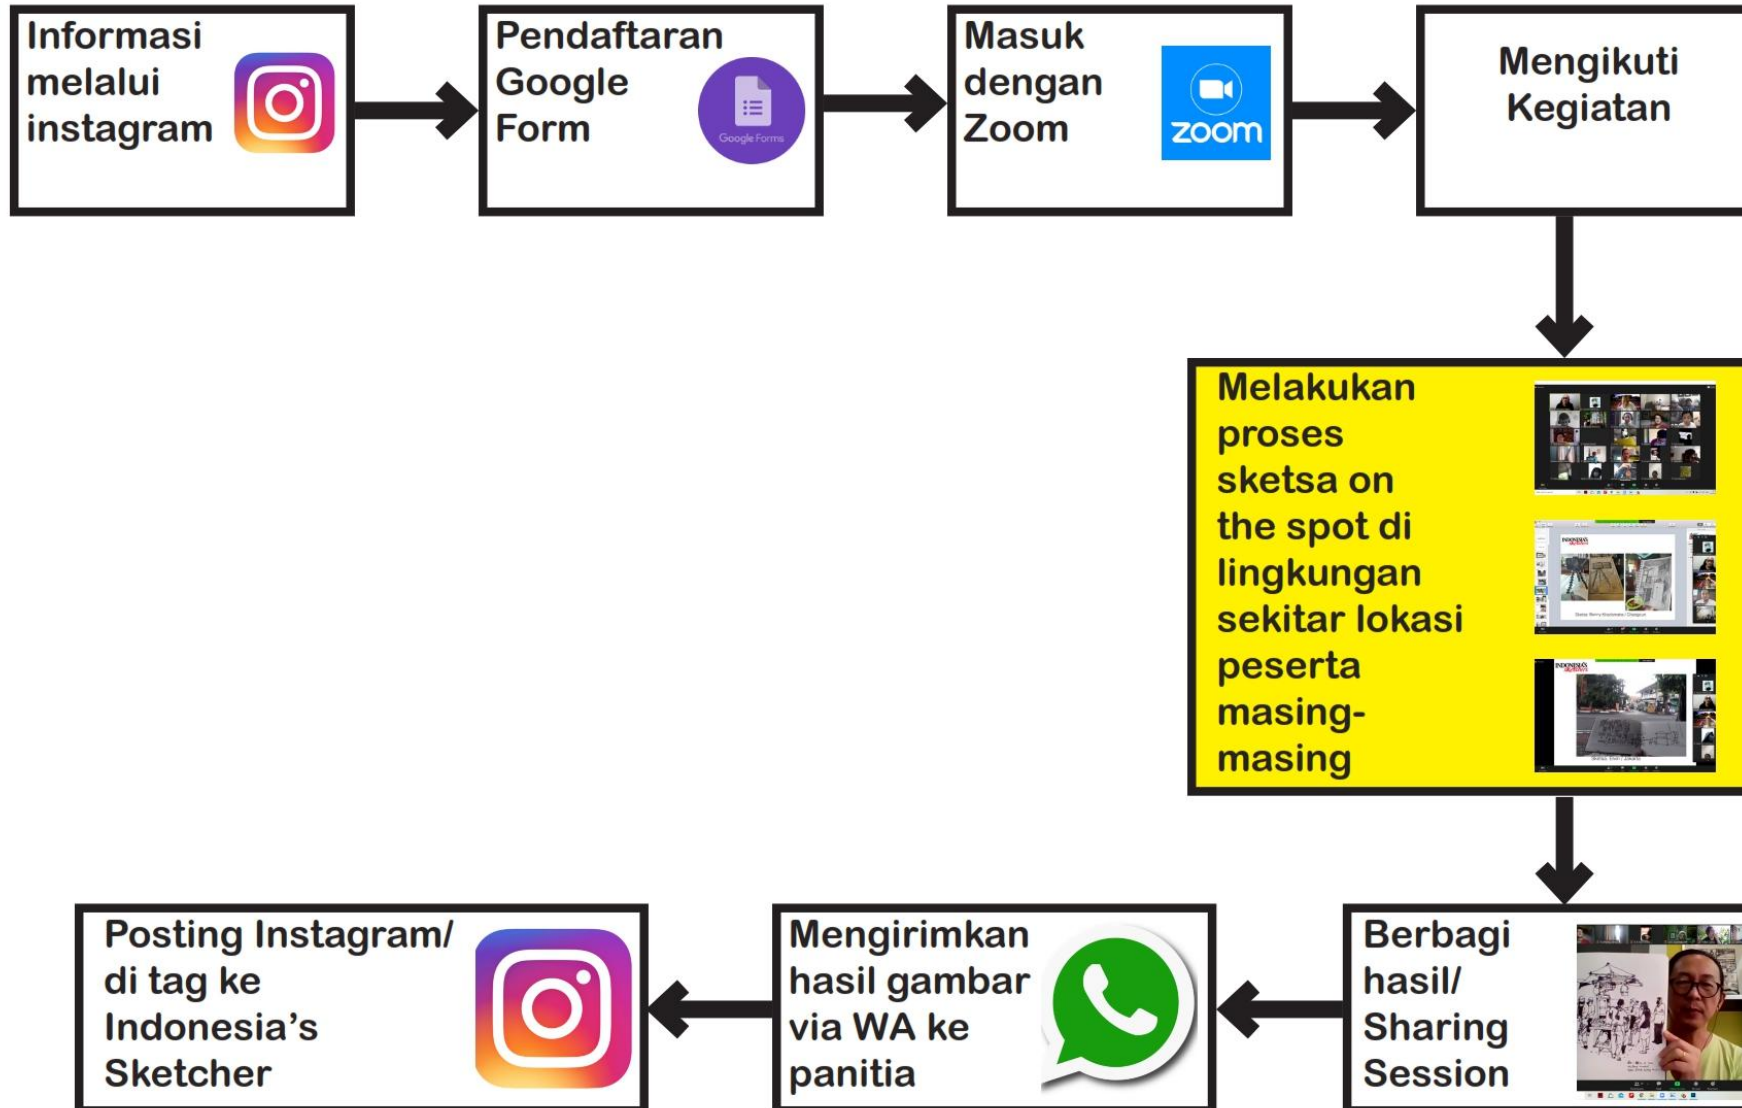 Informasi
melalui
instagram
Pendaftaran
Google
Form
Google Forms
Masuk
dengan
Zoom
zoom
Mengikuti
Kegiatan
Melakukan
proses
sketsa on
the spot di
lingkungan
sekitar lokasi
peserta
masing-
masing
INDONESIA'S
INDONESIA'S
Berbagi
hasil/
Sharing
Session
Mengirimkan
hasil gambar
via WA ke
panitia
Posting Instagram/
di tag ke
Indonesia's
Sketcher